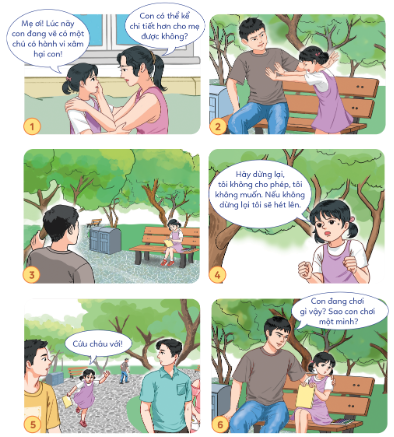 Mẹ ơi! Lúc này
con đang vẽ có một
chú có hành vi xâm
hại con!
Con có thể kể
chi tiết hơn cho mẹ
được không?
1
2
3
Hãy dừng lại,
tôi không cho phép, tôi
không muốn. Nếu không
dừng lại tôi sẽ hét lên.
4
Cứu cháu với!
5
Con đang chơi
gì vậy? Sao con chơi
một mình?
6